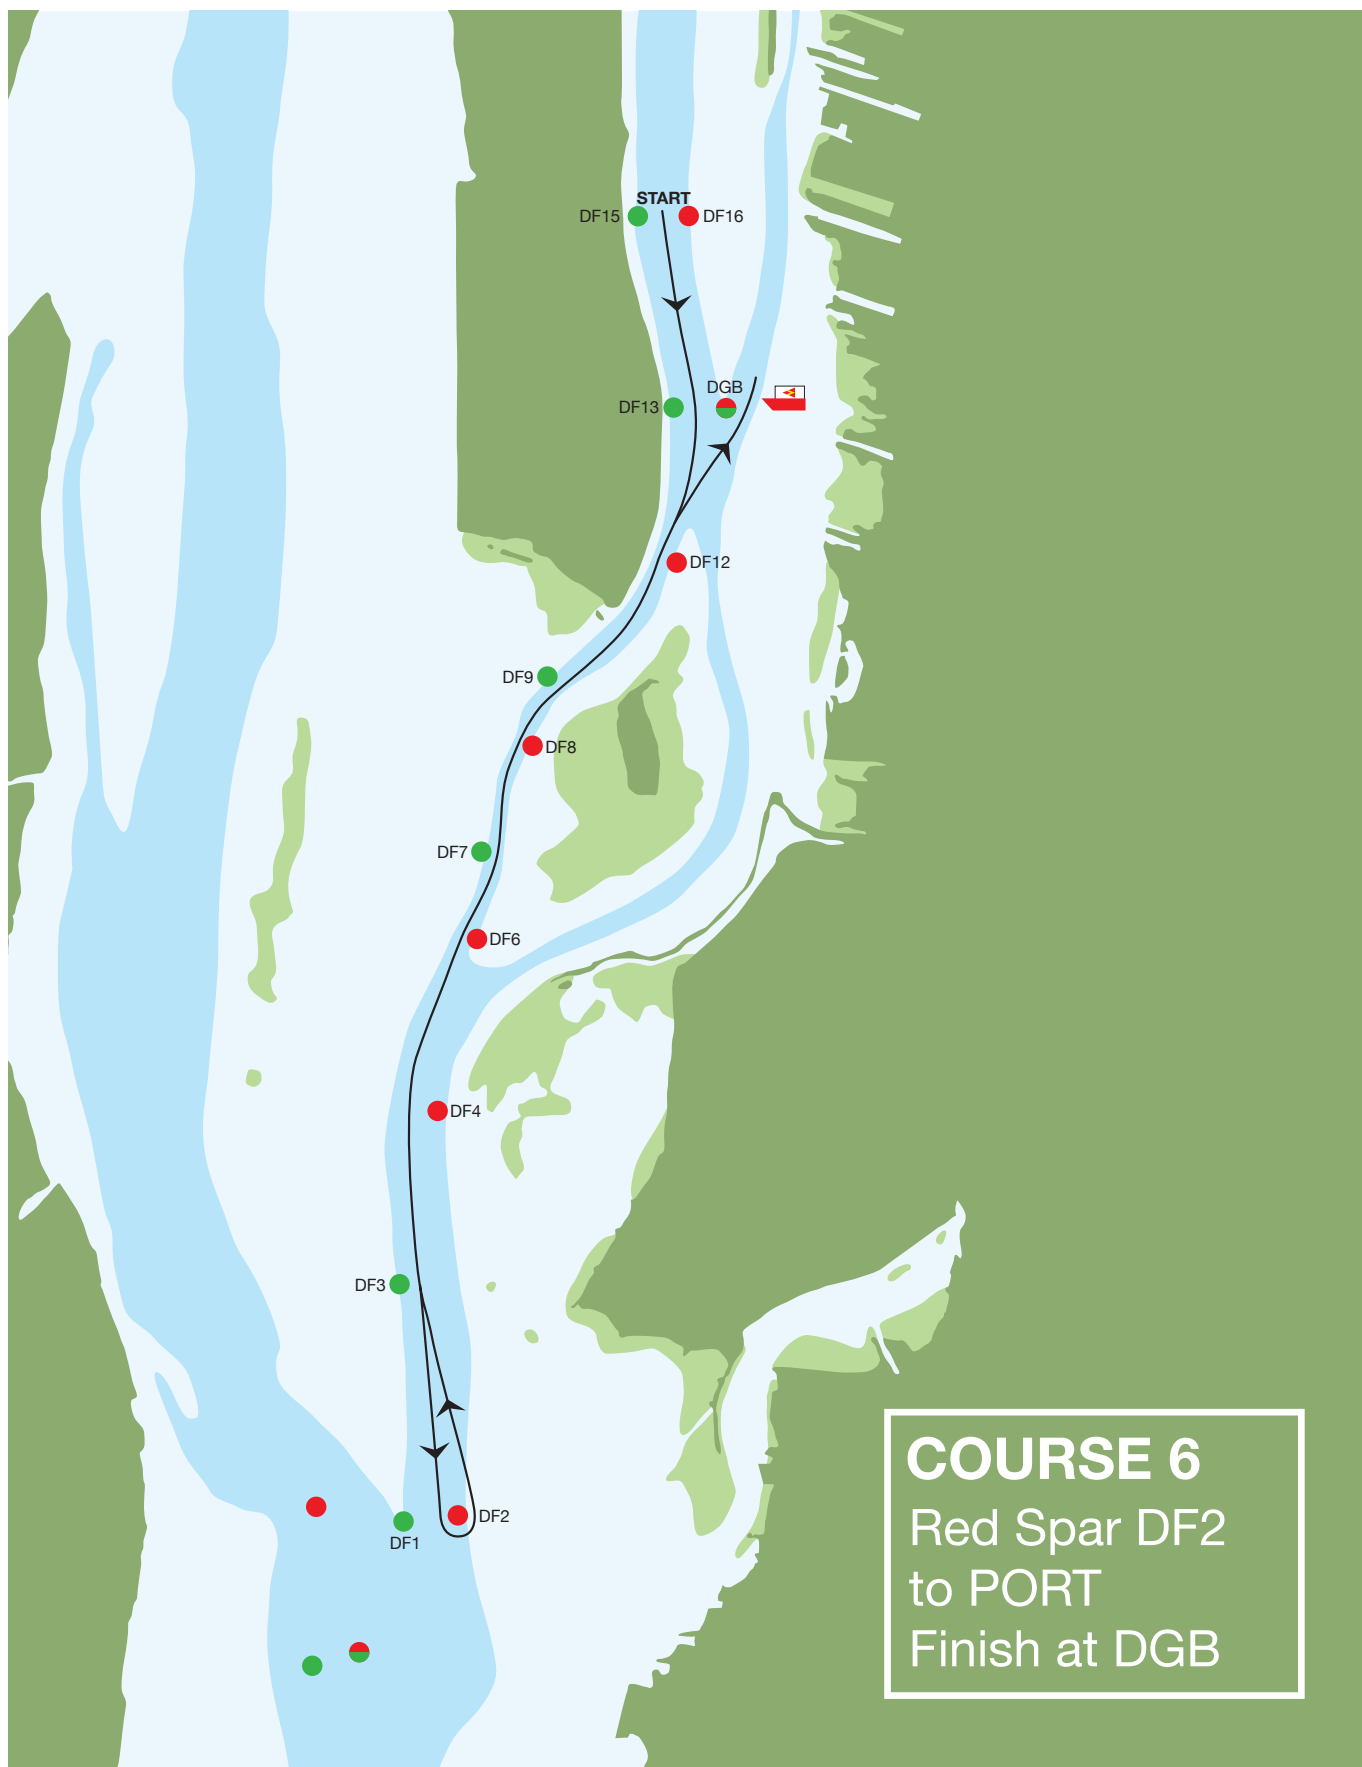 START
DF15
DF16
DGB
DF13
DF12
DF9
DF8
DF7
DF6
DF4
DF3
DF2
DF1
COURSE 6
Red Spar DF2
to PORT
Finish at DGB